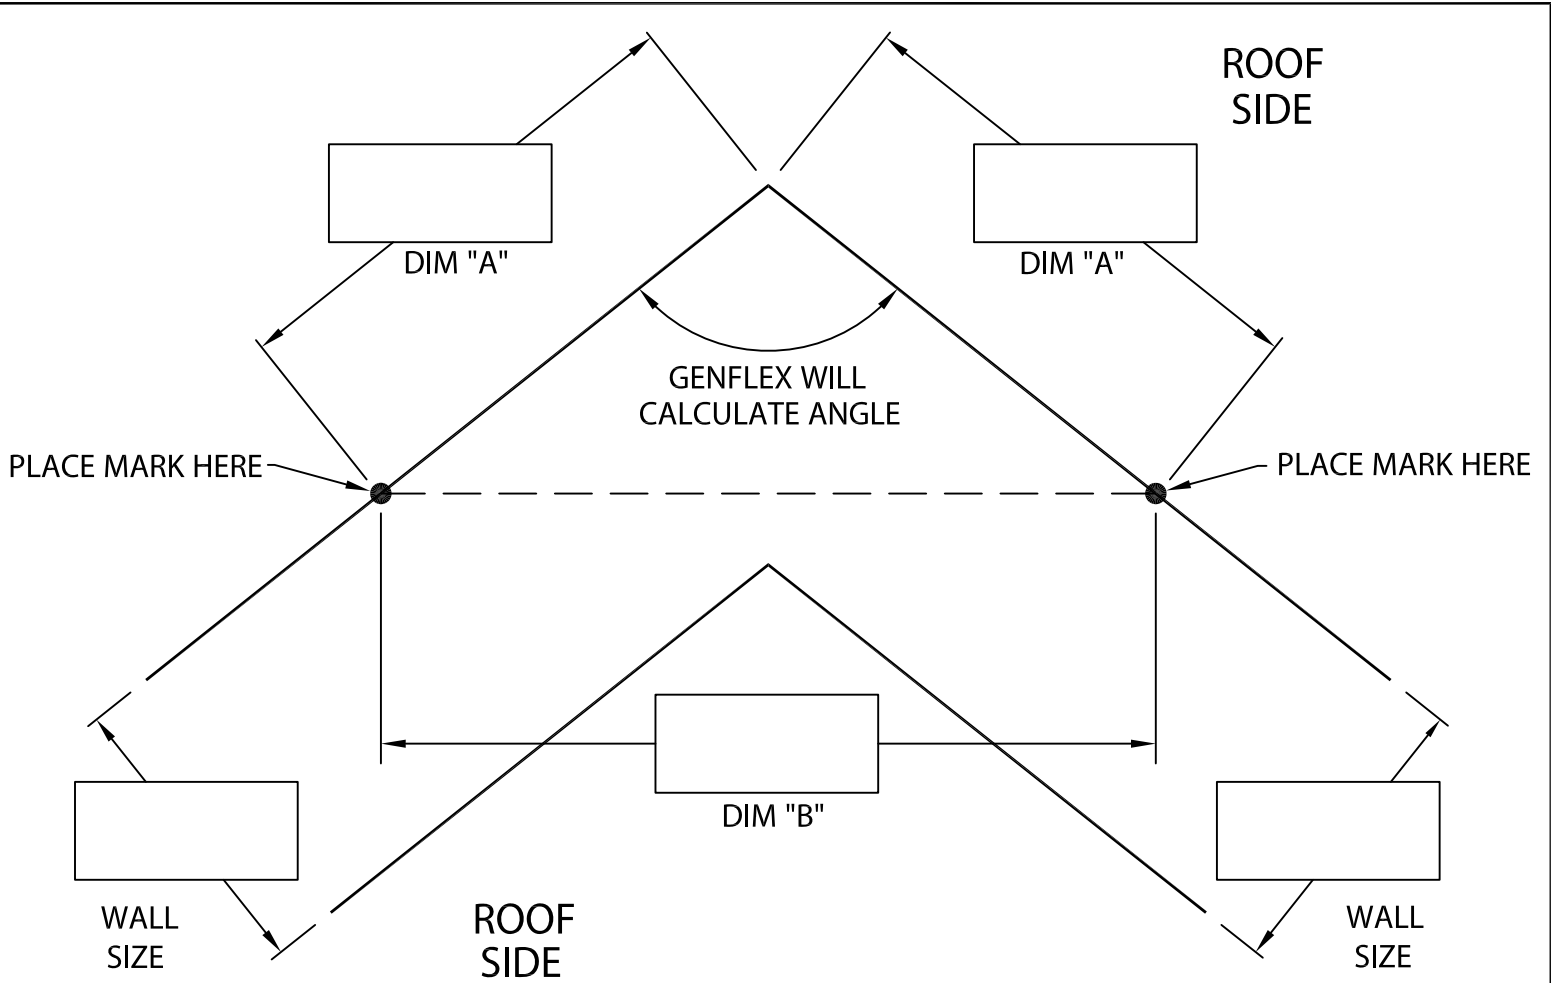 ROOF
SIDE
DIM "A"
DIM "A"
GENFLEX WILL
CALCULATE ANGLE
PLACE MARK HERE
PLACE MARK HERE
DIM "B"
WALL
SIZE
ROOF
SIDE
WALL
SIZE